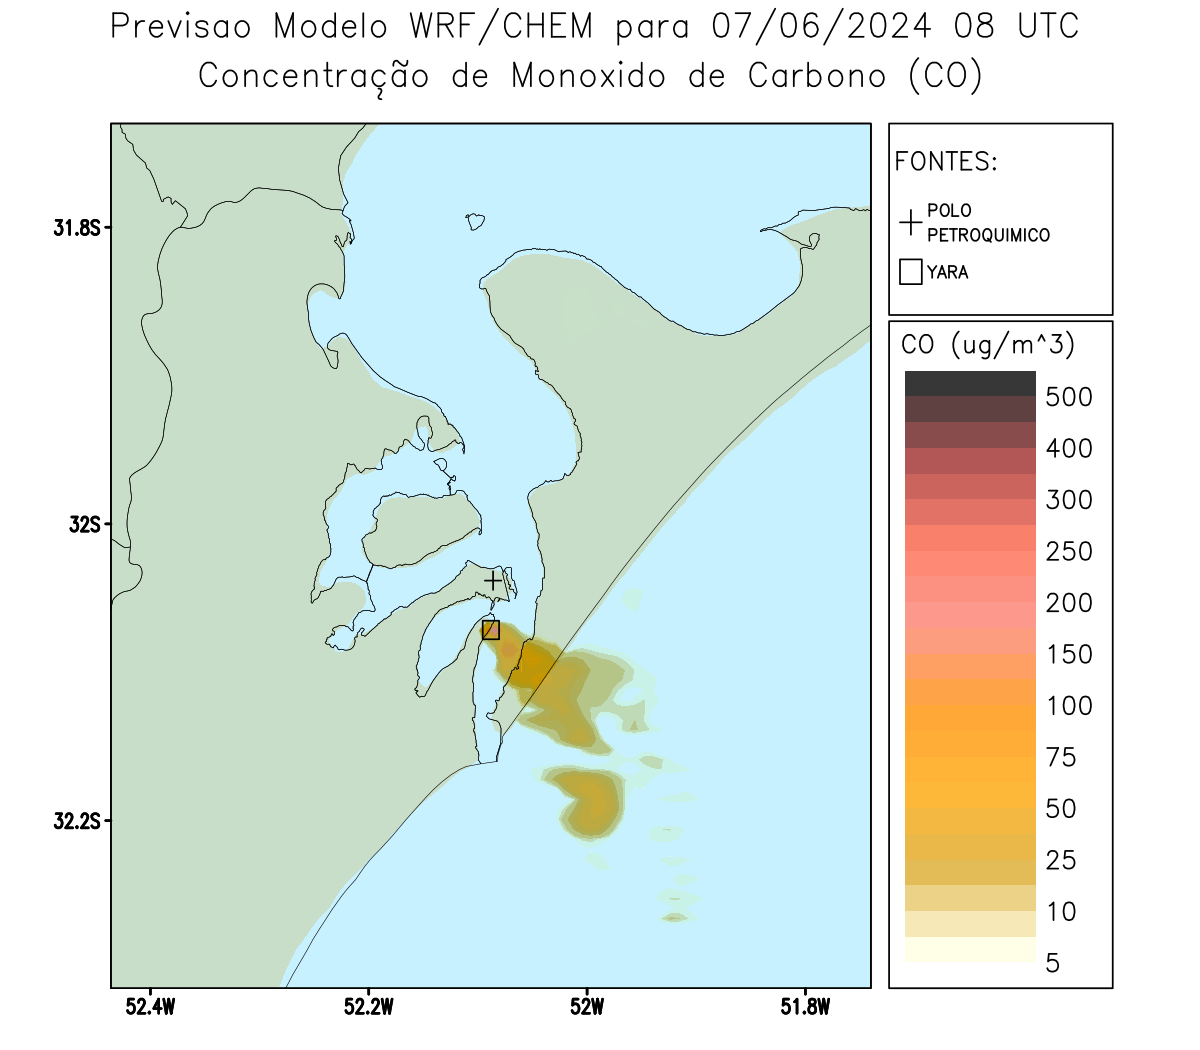 Previsao Modelo WRF/CHEM para 07/06/2024 08 UTC
Concentração de Monoxido de Carbono (CO)
FONTES:
POLO
PETROQUIMICO
YARA
CO (ug/m^3)
500
400
300
250
200
150
100
75
50
25
10
5
31.8S
32S
32.2S
52.4W
52.2W
52W
51.8W